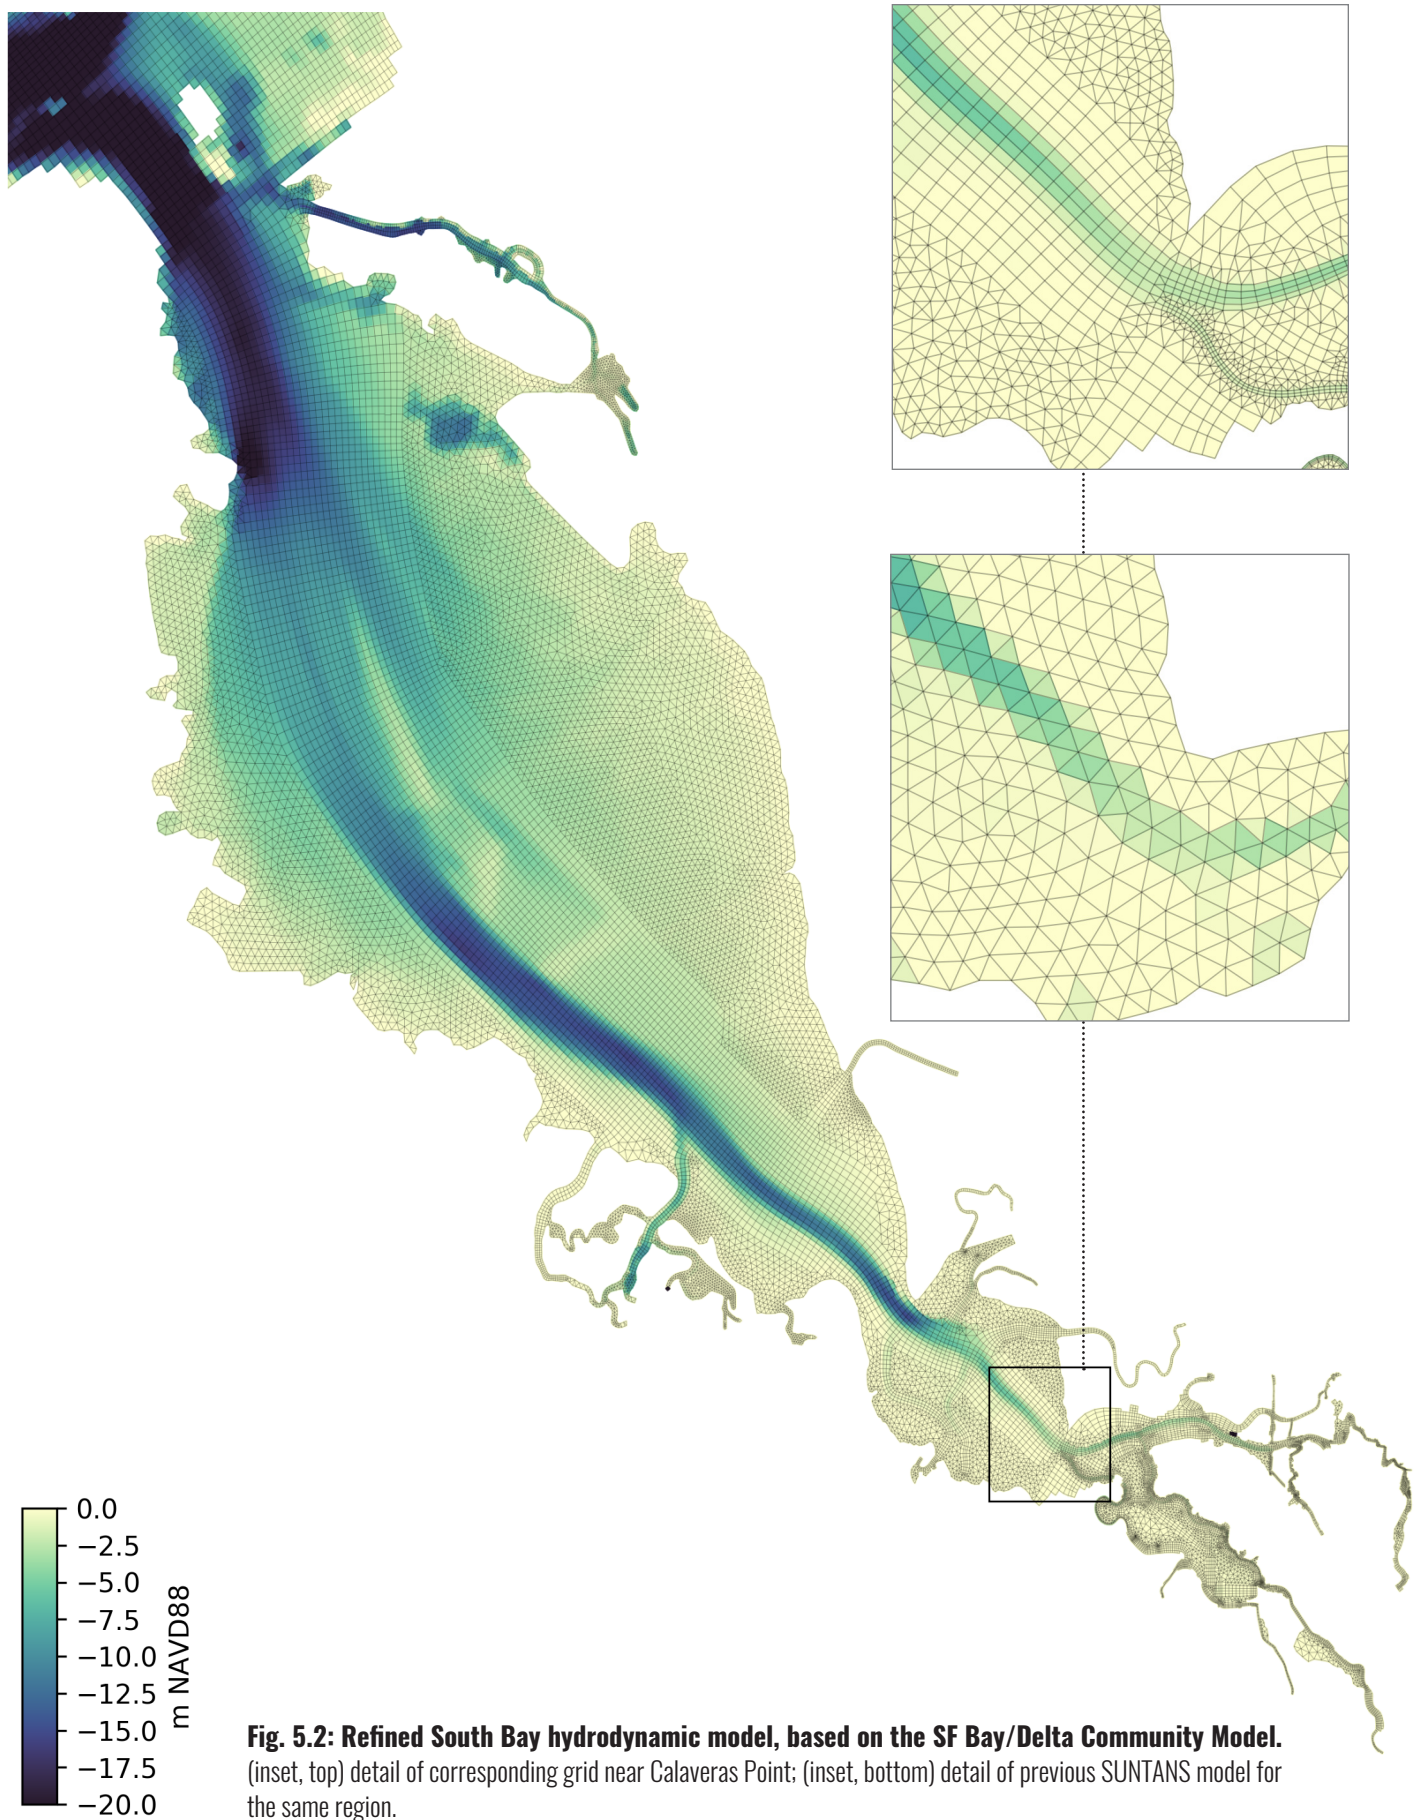 0.0
−2.5
−5.0
−7.5
−10.0
−12.5
−15.0
−17.5
−20.0
m NAVD88
Fig. 5.2: Refined South Bay hydrodynamic model, based on the SF Bay/Delta Community Model.
(inset, top) detail of corresponding grid near Calaveras Point; (inset, bottom) detail of previous SUNTANS model for
the same region.